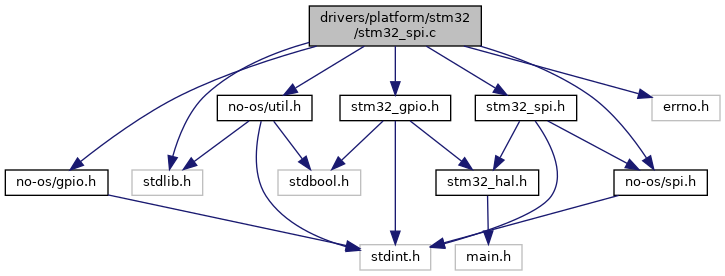 drivers/platform/stm32
/stm32_spi.c
no-os/util.h
stm32_gpio.h
stm32_spi.h
errno.h
no-os/gpio.h
stdlib.h
stdbool.h
stm32_hal.h
no-os/spi.h
stdint.h
main.h